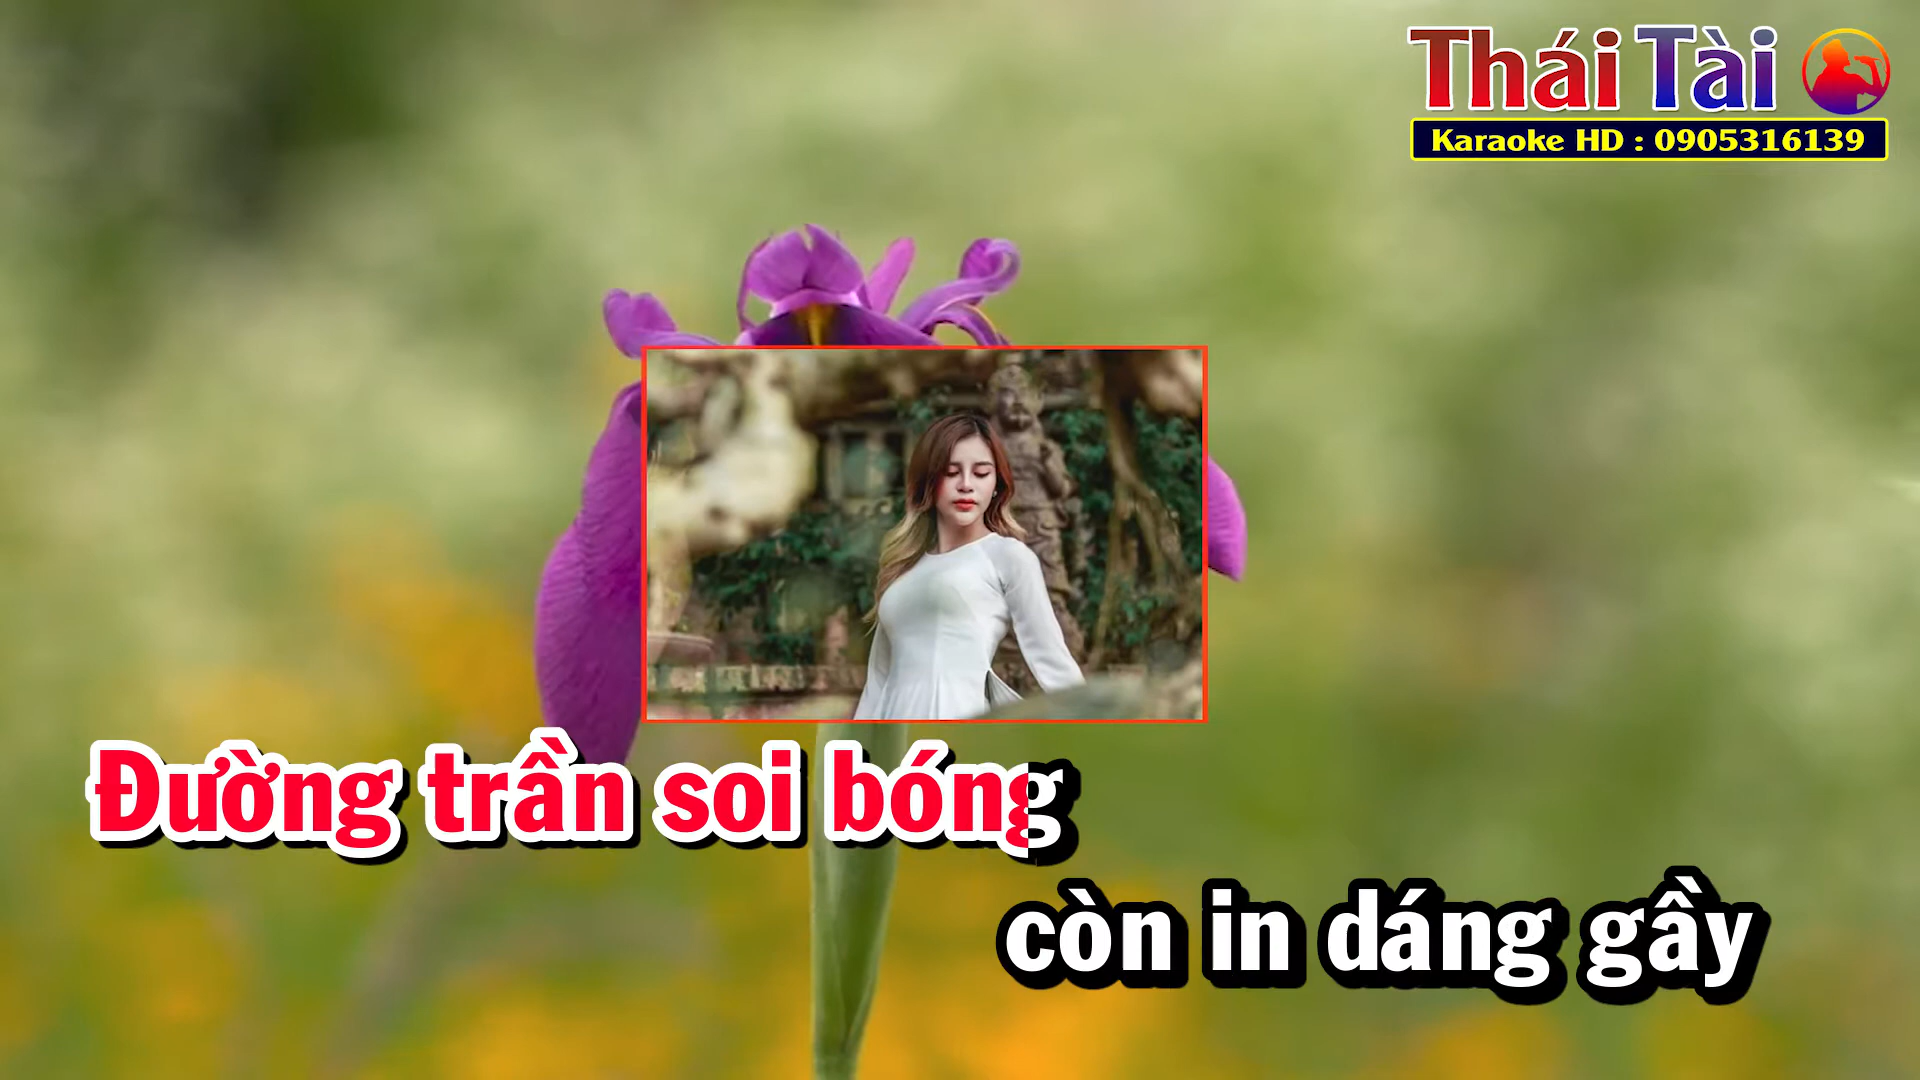 Thái Tài
Karaoke HD : 0905316139
Đường trần soi bóng
còn in dáng gầy